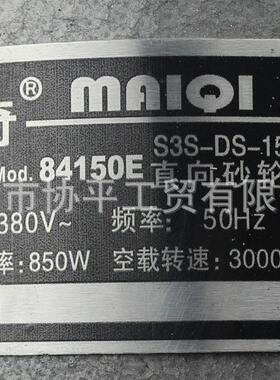 奇® MAIQI
S3S-DS-15
Mod. 84150E 直向砂轮
市协平工贸有限
380V~ 频率: 50Hz
率: 850W 空载转速: 3000